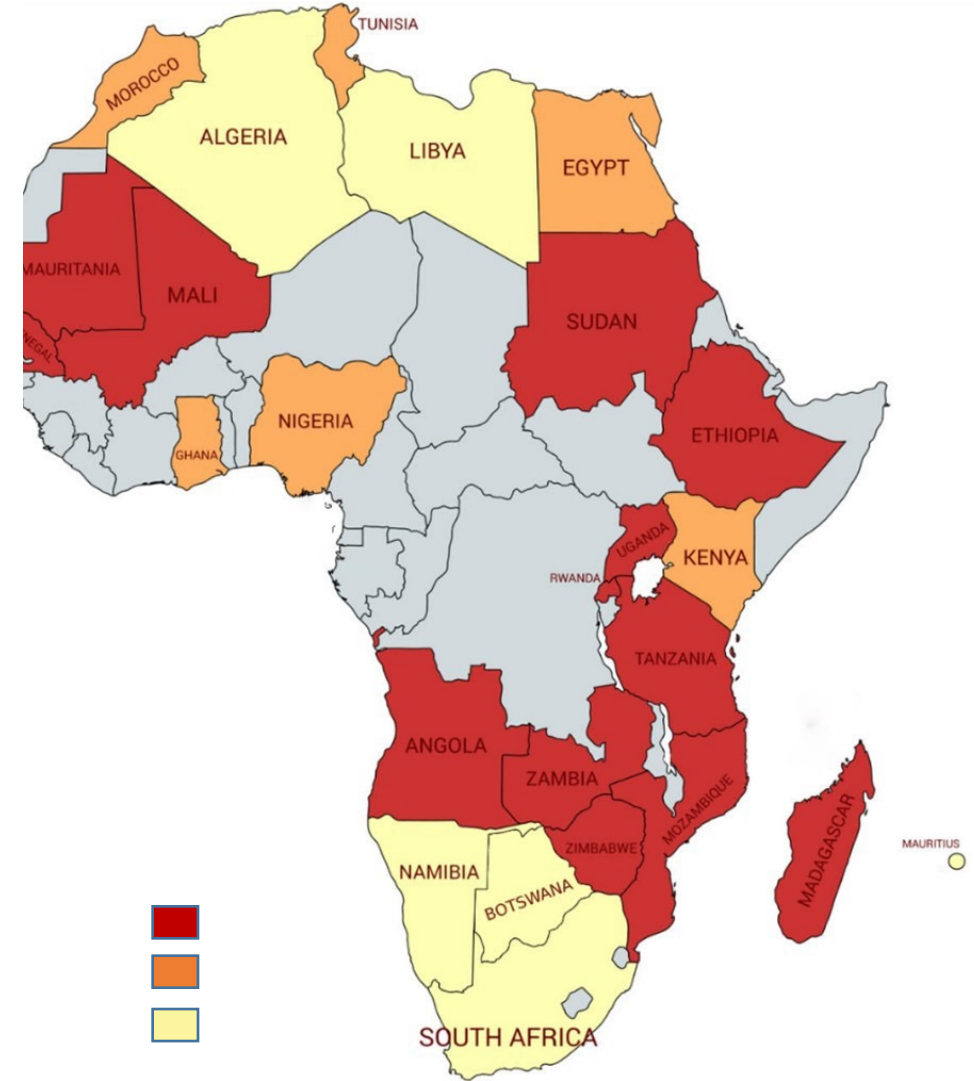 TUNISIA
MOROCCO
ALGERIA
LIBYA
EGYPT
MAURITANIA
MALI
SUDAN
NEGAL
NIGERIA
ETHIOPIA
GHANA
UGANDA
KENYA
RWANDA
TANZANIA
ANGOLA
ZAMBIA
MOZAMBIQUE
MADAGASCAR
ZIMBABWE
MAURITIUS
NAMIBIA
BOTSWANA
SOUTH AFRICA